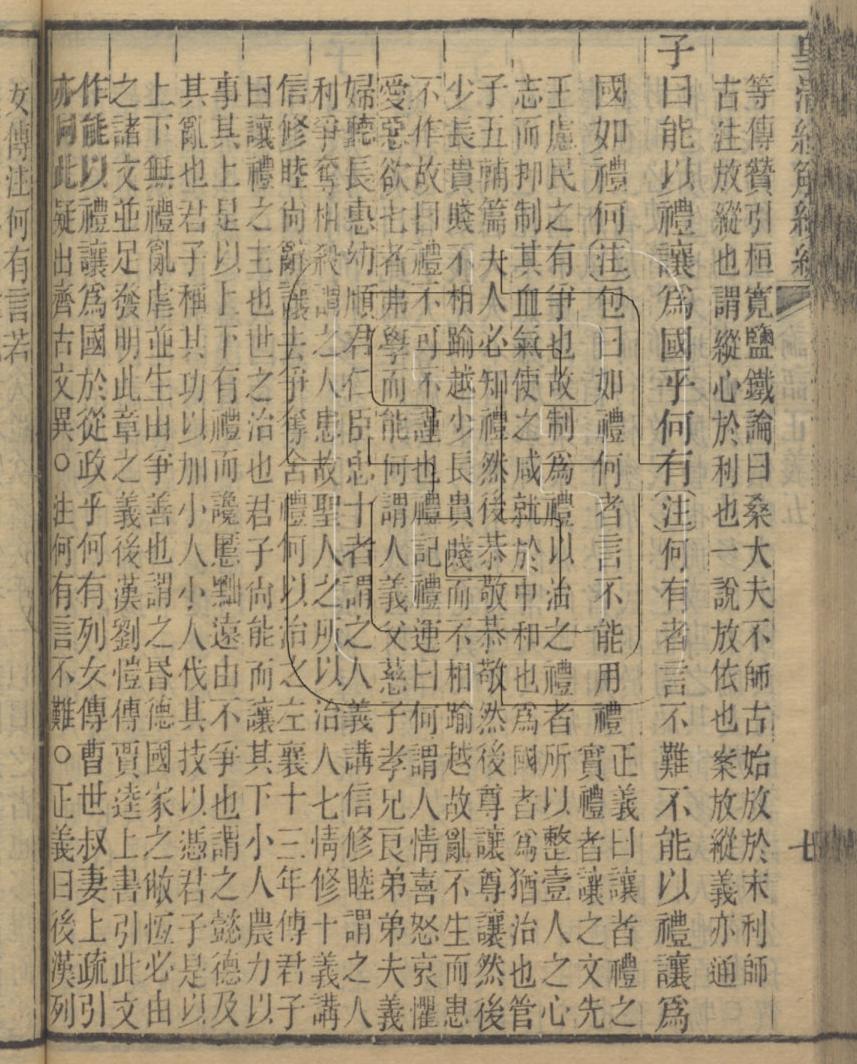 皇清經解續編
七
等傳贊引桓寬鹽鐵論曰桑大夫不師古始放於末利師
古注放縱也謂縱心於利也一說放依也案放縱義亦通
子曰能以禮讓爲國乎何有注何有者言不難不能以禮讓爲
國如禮何注包曰如禮何者言不能用禮
正義曰讓者禮之
實禮者讓之文先
王慮民之有爭也故制爲禮以治之禮者所以整壹人之心
志而抑制其血氣使之咸就於中和也爲國者爲猶治也管
子五輔篇夫人必知禮然後恭敬恭敬然後尊讓尊讓然後
少長貴賤不相踰越少長貴賤而不相踰越故亂不生而患
不作故曰禮不可不謹也禮記禮運曰何謂人情喜怒哀懼
愛惡欲七者弗學而能何謂人義父慈子孝兄良弟弟夫義
婦聽長惠幼順君仁臣忠十者謂之人義講信修睦謂之人
利爭奪相殺謂之人患故聖人之所以治人七情修十義講
信修睦尚辭讓去爭奪舍禮何以治之左襄十三年傳君子
曰讓禮之主也世之治也君子尚能而讓其下小人農力以
事其上是以上下有禮而讒慝黜遠由不爭也謂之懿德及
其亂也君子稱其功以加小人小人伐其技以憑君子是以
上下無禮亂虐並生由爭善也謂之昬德國家之敝恆必由
之諸文並足發明此章之義後漢劉愷傳賈逵上書引此文
作能以禮讓爲國於從政乎何有列女傳曹世叔妻上疏引
亦同此疑出齊古文異○注何有言不難○正義曰後漢列
女傳注何有言若